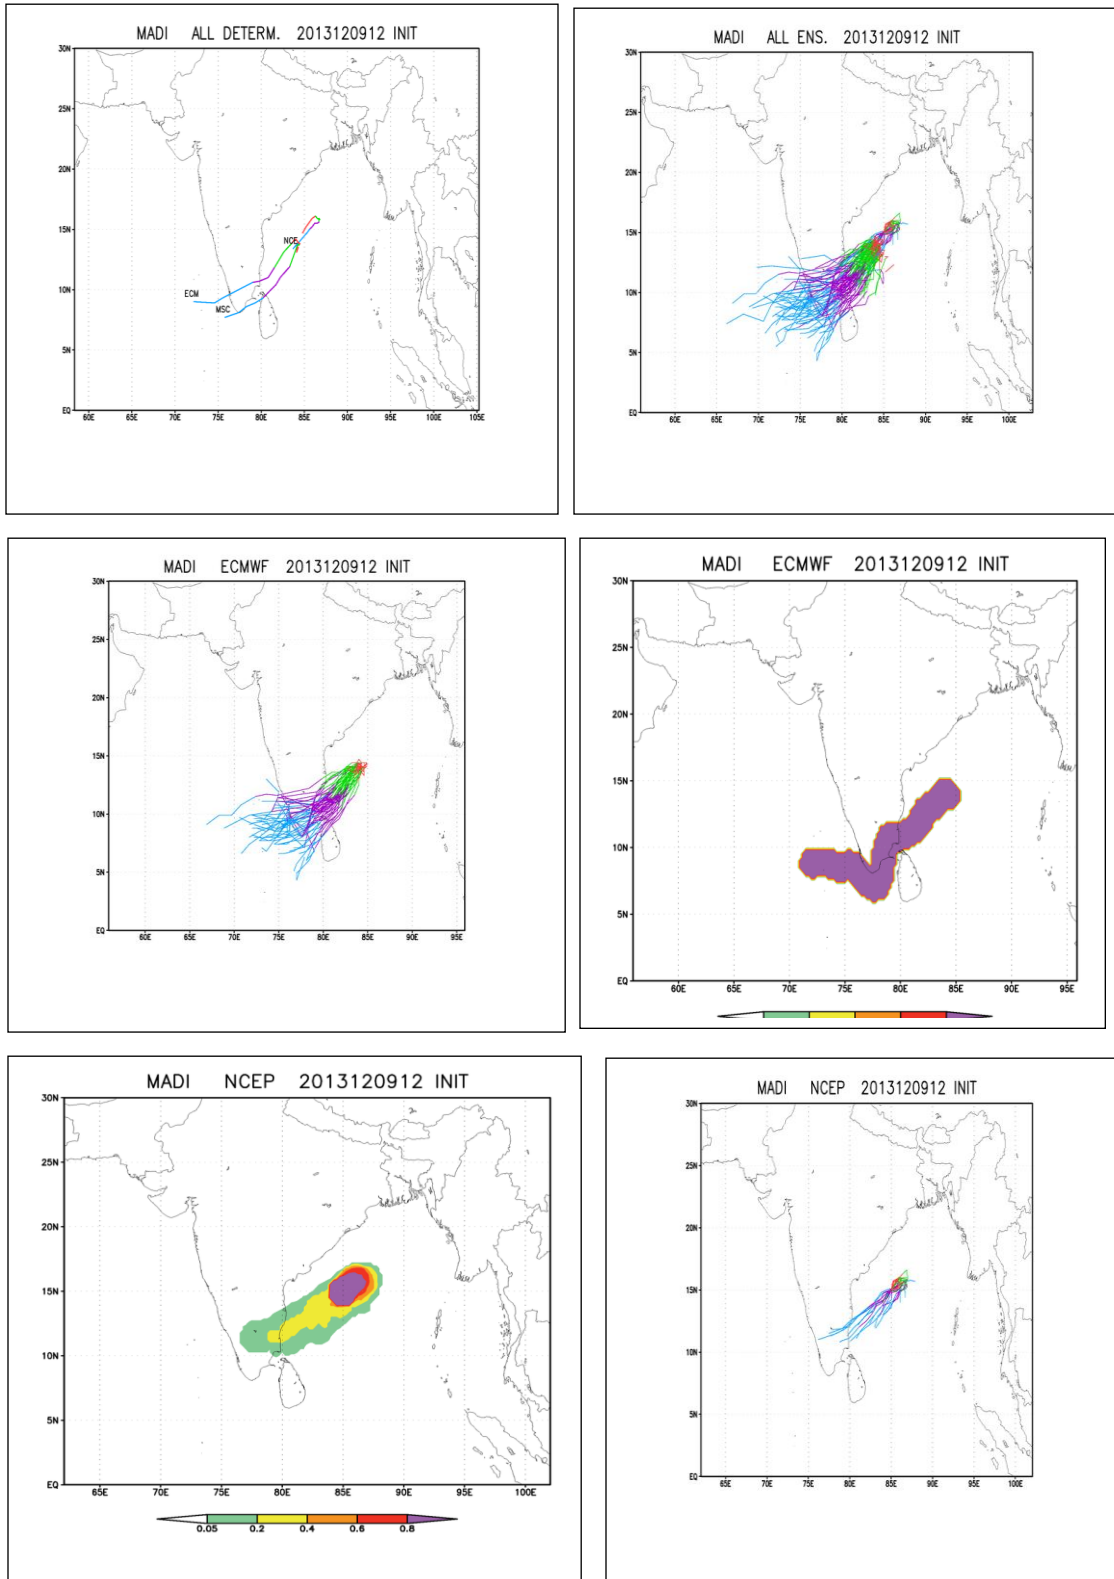 MADI ALL DETERM. 2013120912 INIT
30N
25N
20N
15N
10N
5N
EQ
NCE
ECM
MSC
60E 65E 70E 75E 80E 85E 90E 95E 100E 105E
MADI ALL ENS. 2013120912 INIT
30N
25N
20N
15N
10N
5N
EQ
60E 65E 70E 75E 80E 85E 90E 95E 100E
MADI ECMWF 2013120912 INIT
30N
25N
20N
15N
10N
5N
EQ
60E 65E 70E 75E 80E 85E 90E 95E
MADI ECMWF 2013120912 INIT
30N
25N
20N
15N
10N
5N
EQ
60E 65E 70E 75E 80E 85E 90E 95E
MADI NCEP 2013120912 INIT
30N
25N
20N
15N
10N
5N
EQ
65E 70E 75E 80E 85E 90E 95E 100E
0.05 0.2 0.4 0.6 0.8
MADI NCEP 2013120912 INIT
30N
25N
20N
15N
10N
5N
EQ
65E 70E 75E 80E 85E 90E 95E 100E